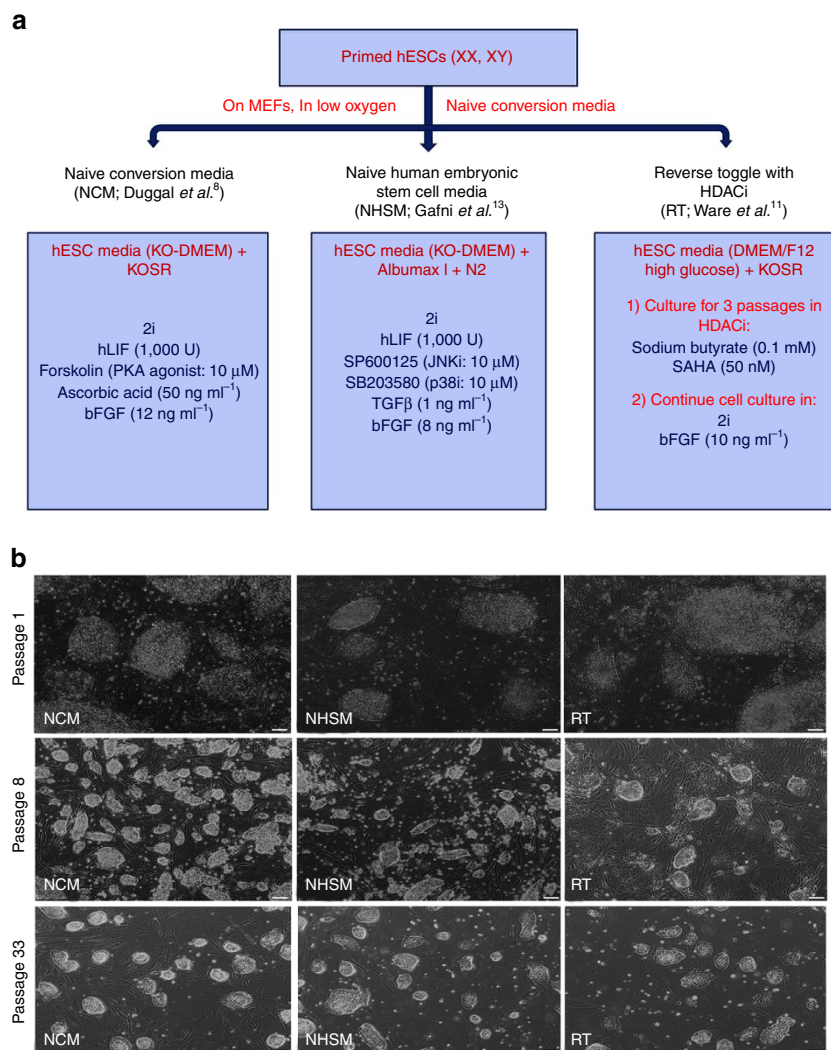 a
Primed hESCs (XX, XY)
On MEFs, In low oxygen
Naive conversion media
Naive conversion media
(NCM; Duggal et al.⁸)
hESC media (KO-DMEM) +
KOSR
2i
hLIF (1,000 U)
Forskolin (PKA agonist: 10 μM)
Ascorbic acid (50 ng ml⁻¹)
bFGF (12 ng ml⁻¹)
Naive human embryonic
stem cell media
(NHSM; Gafni et al.¹³)
hESC media (KO-DMEM) +
Albumax I + N2
2i
hLIF (1,000 U)
SP600125 (JNKi: 10 μM)
SB203580 (p38i: 10 μM)
TGFβ (1 ng ml⁻¹)
bFGF (8 ng ml⁻¹)
Reverse toggle with
HDACi
(RT; Ware et al.¹¹)
hESC media (DMEM/F12
high glucose) + KOSR
1) Culture for 3 passages in
HDACi:
Sodium butyrate (0.1 mM)
SAHA (50 nM)
2) Continue cell culture in:
2i
bFGF (10 ng ml⁻¹)
b
Passage 1
NCM
NHSM
RT
Passage 8
NCM
NHSM
RT
Passage 33
NCM
NHSM
RT